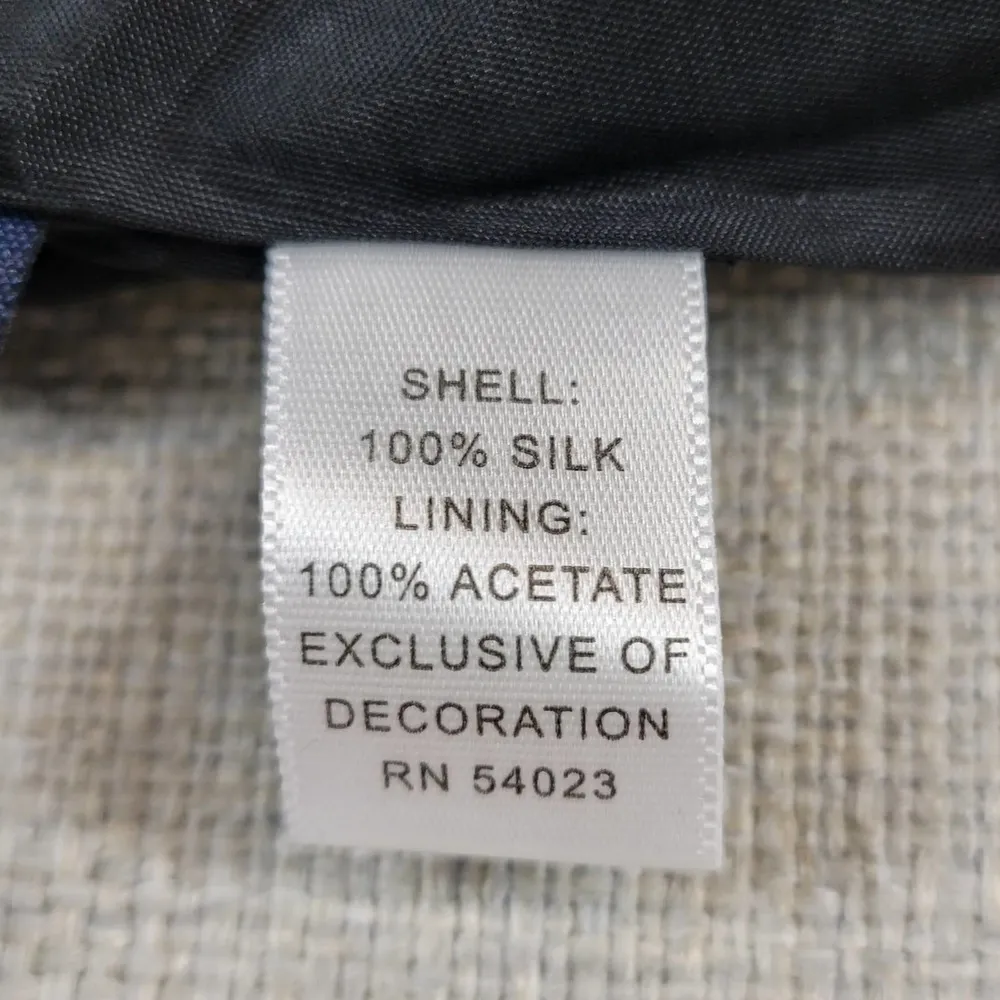 SHELL:
100% SILK
LINING:
100% ACETATE
EXCLUSIVE OF
DECORATION
RN 54023